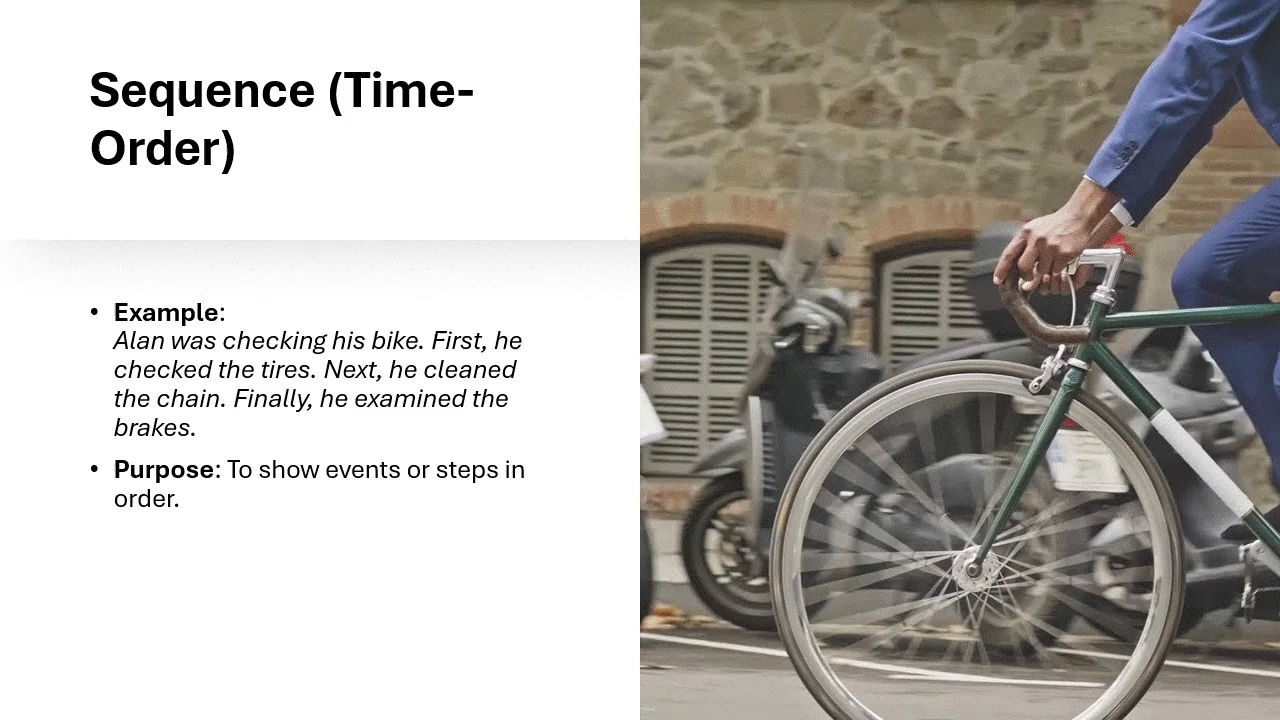 Sequence (Time-
Order)
• Example:
Alan was checking his bike. First, he
checked the tires. Next, he cleaned
the chain. Finally, he examined the
brakes.
• Purpose: To show events or steps in
order.